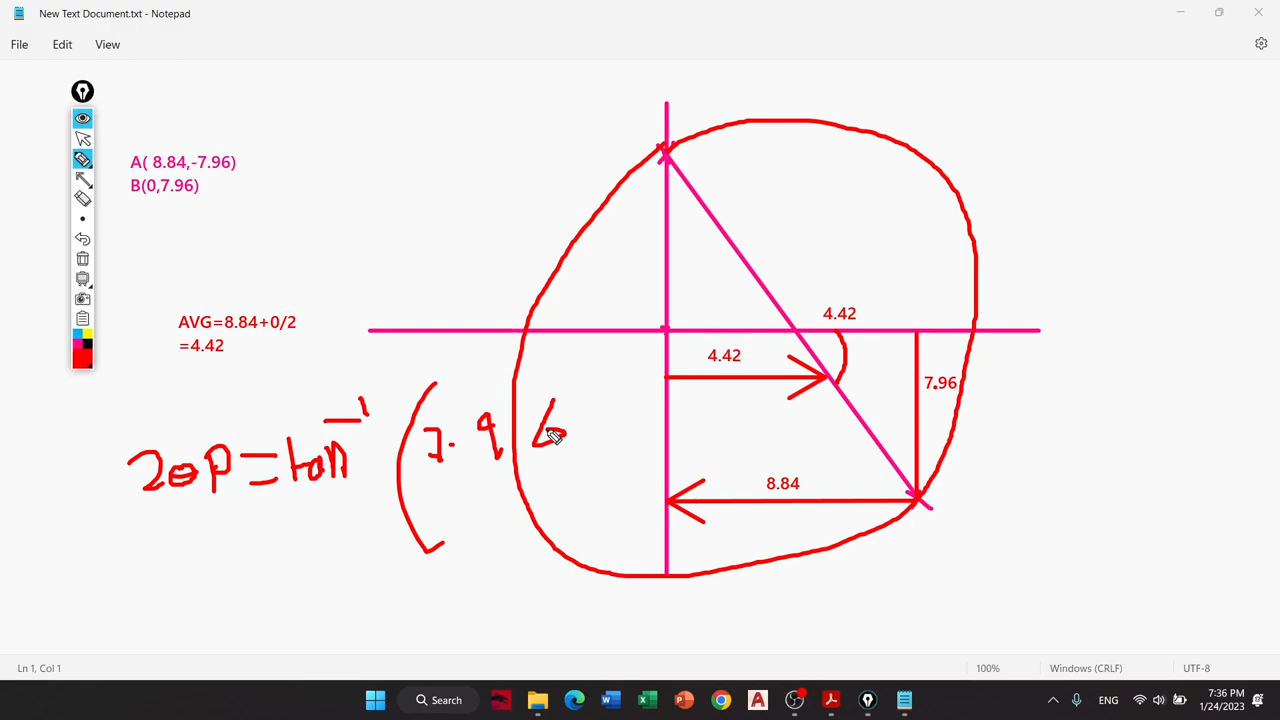 New Text Document.txt - Notepad
File Edit View
A( 8.84,-7.96)
B(0,7.96)
AVG=8.84+0/2
=4.42
4.42
4.42
7.96
8.84
2θP=tan⁻¹(7.96
Ln 1, Col 1
100%
Windows (CRLF)
UTF-8
Search
ENG
7:36 PM
1/24/2023